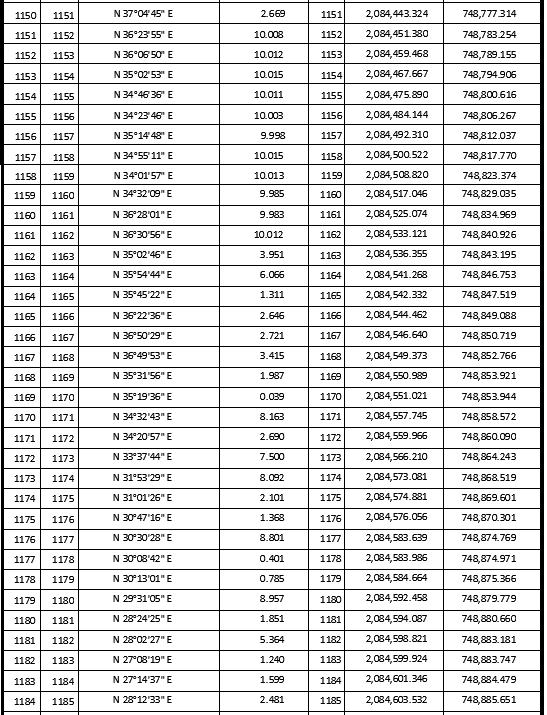 1150 1151 N 37°04'45" E 2.669 1151 2,084,443.324 748,777.314
1151 1152 N 36°23'55" E 10.008 1152 2,084,451.380 748,783.254
1152 1153 N 36°06'50" E 10.012 1153 2,084,459.468 748,789.155
1153 1154 N 35°02'53" E 10.015 1154 2,084,467.667 748,794.906
1154 1155 N 34°46'36" E 10.011 1155 2,084,475.890 748,800.616
1155 1156 N 34°23'46" E 10.003 1156 2,084,484.144 748,806.267
1156 1157 N 35°14'48" E 9.998 1157 2,084,492.310 748,812.037
1157 1158 N 34°55'11" E 10.015 1158 2,084,500.522 748,817.770
1158 1159 N 34°01'57" E 10.013 1159 2,084,508.820 748,823.374
1159 1160 N 34°32'09" E 9.985 1160 2,084,517.046 748,829.035
1160 1161 N 36°28'01" E 9.983 1161 2,084,525.074 748,834.969
1161 1162 N 36°30'56" E 10.012 1162 2,084,533.121 748,840.926
1162 1163 N 35°02'46" E 3.951 1163 2,084,536.355 748,843.195
1163 1164 N 35°54'44" E 6.066 1164 2,084,541.268 748,846.753
1164 1165 N 35°45'22" E 1.311 1165 2,084,542.332 748,847.519
1165 1166 N 36°22'36" E 2.646 1166 2,084,544.462 748,849.088
1166 1167 N 36°50'29" E 2.721 1167 2,084,546.640 748,850.719
1167 1168 N 36°49'53" E 3.415 1168 2,084,549.373 748,852.766
1168 1169 N 35°31'56" E 1.987 1169 2,084,550.989 748,853.921
1169 1170 N 35°19'36" E 0.039 1170 2,084,551.021 748,853.944
1170 1171 N 34°32'43" E 8.163 1171 2,084,557.745 748,858.572
1171 1172 N 34°20'57" E 2.690 1172 2,084,559.966 748,860.090
1172 1173 N 33°37'44" E 7.500 1173 2,084,566.210 748,864.243
1173 1174 N 31°53'29" E 8.092 1174 2,084,573.081 748,868.519
1174 1175 N 31°01'26" E 2.101 1175 2,084,574.881 748,869.601
1175 1176 N 30°47'16" E 1.368 1176 2,084,576.056 748,870.301
1176 1177 N 30°30'28" E 8.801 1177 2,084,583.639 748,874.769
1177 1178 N 30°08'42" E 0.401 1178 2,084,583.986 748,874.971
1178 1179 N 30°13'01" E 0.785 1179 2,084,584.664 748,875.366
1179 1180 N 29°31'05" E 8.957 1180 2,084,592.458 748,879.779
1180 1181 N 28°24'25" E 1.851 1181 2,084,594.087 748,880.660
1181 1182 N 28°02'27" E 5.364 1182 2,084,598.821 748,883.181
1182 1183 N 27°08'19" E 1.240 1183 2,084,599.924 748,883.747
1183 1184 N 27°14'37" E 1.599 1184 2,084,601.346 748,884.479
1184 1185 N 28°12'33" E 2.481 1185 2,084,603.532 748,885.651